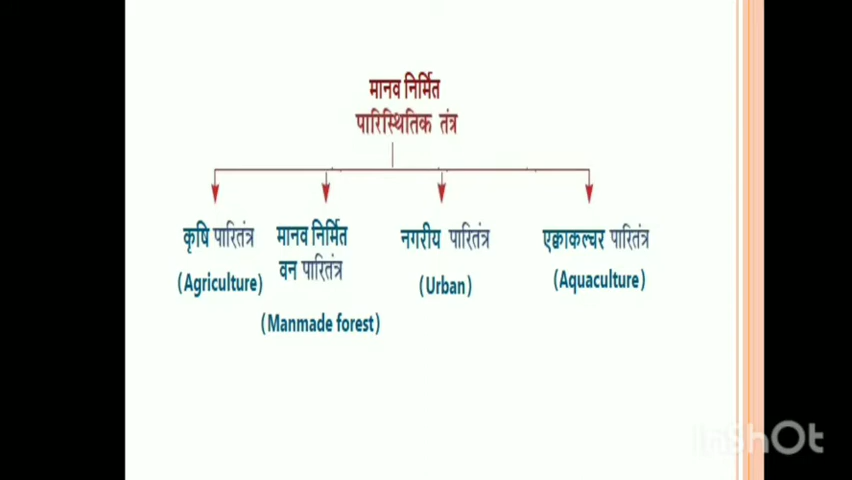 मानव निर्मित
पारिस्थितिक तंत्र
कृषि पारितंत्र
(Agriculture)
मानव निर्मित
वन पारितंत्र
(Manmade forest)
नगरीय पारितंत्र
(Urban)
एक्वाकल्चर पारितंत्र
(Aquaculture)
InShOt